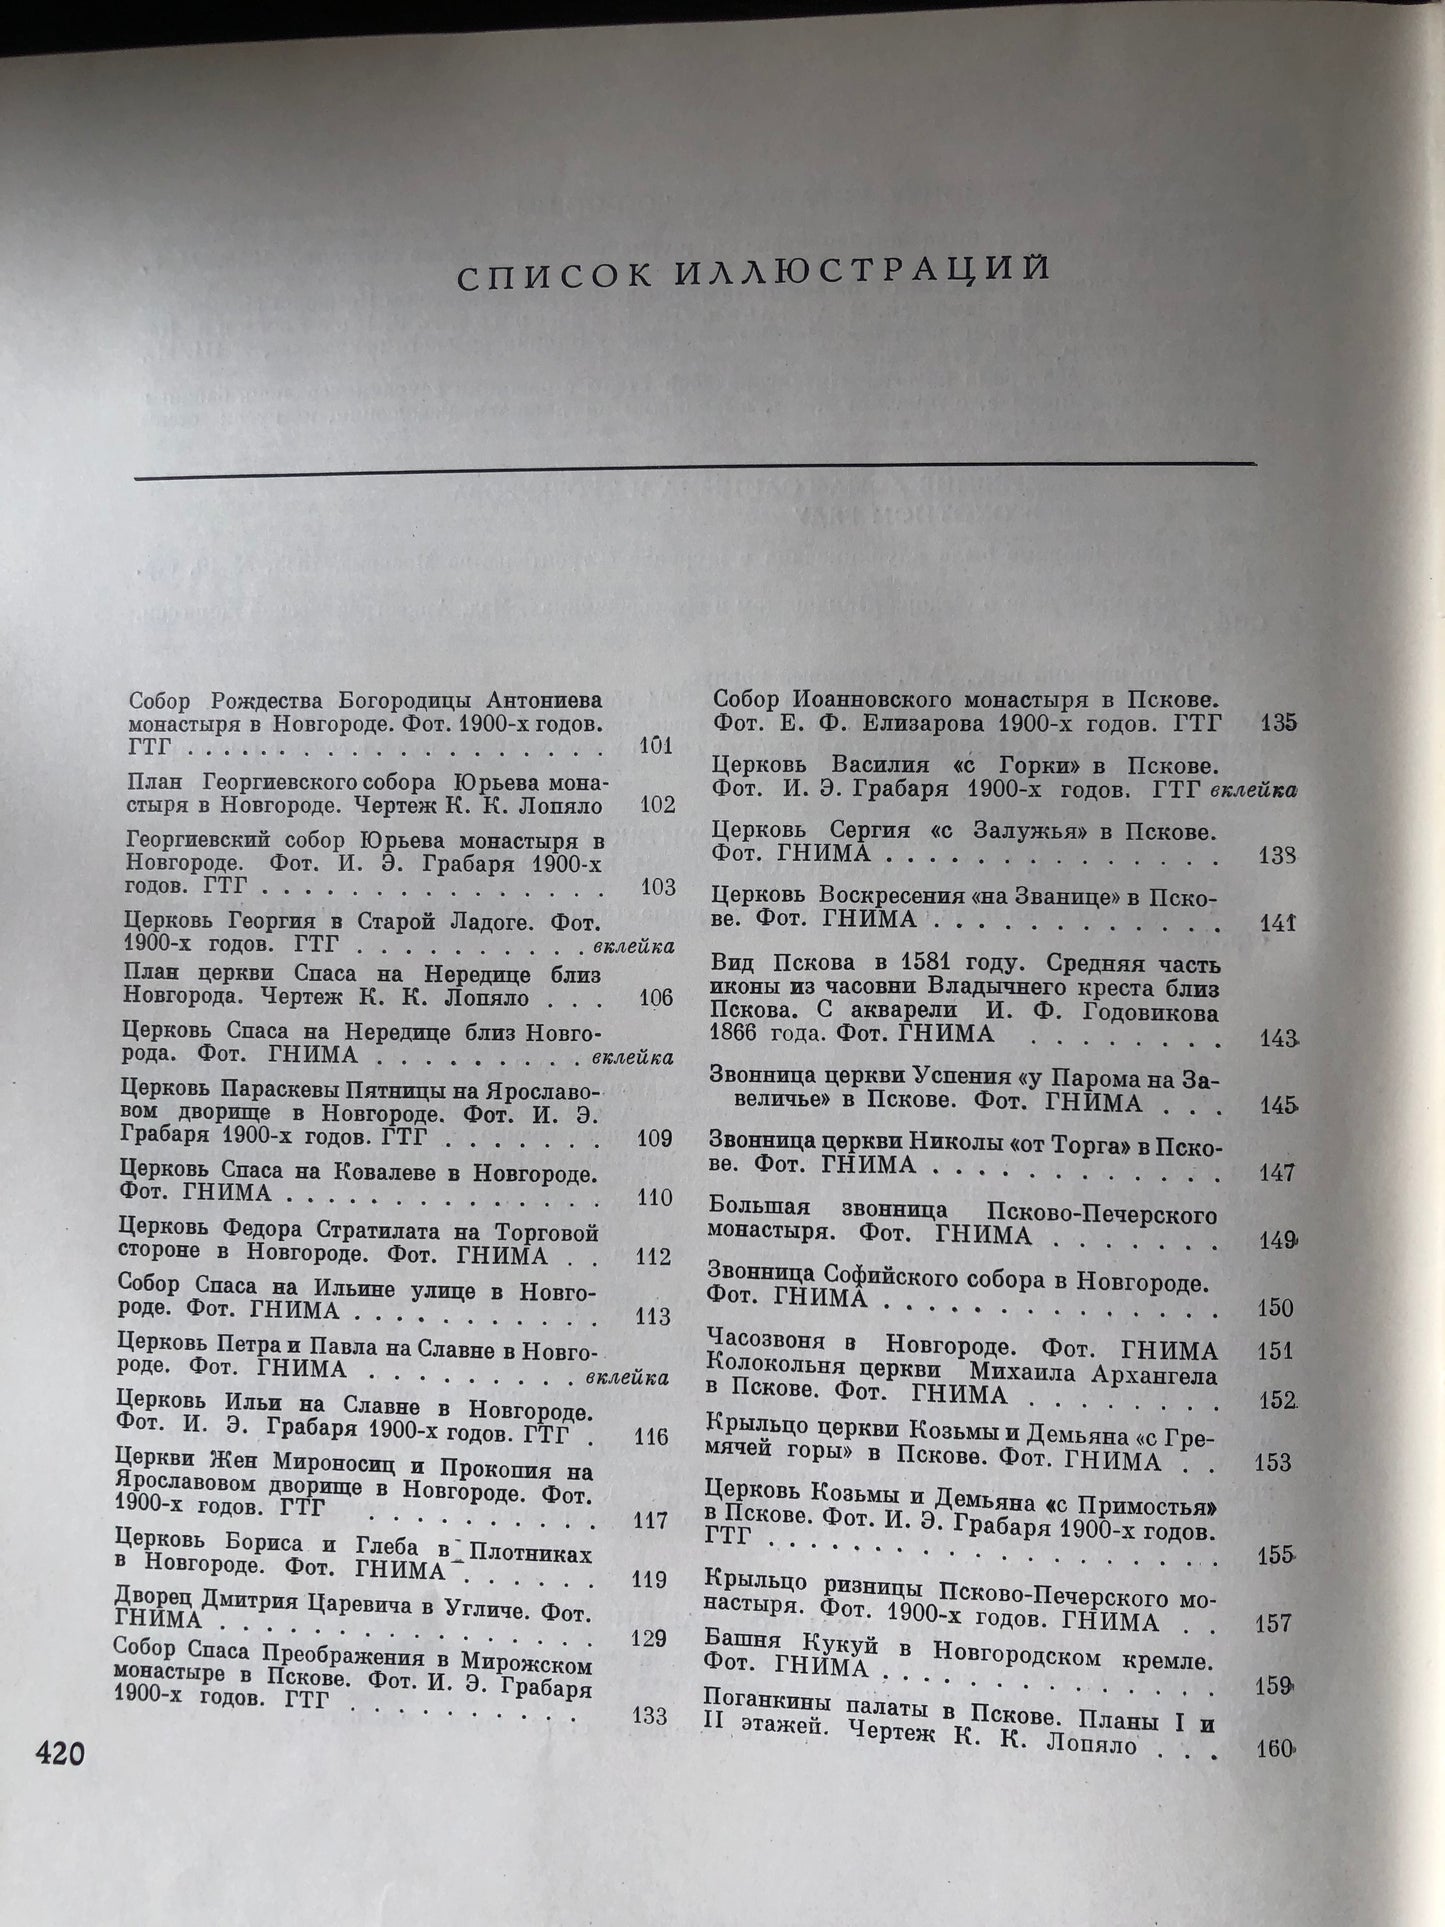 СПИСОК ИЛЛЮСТРАЦИЙ
Собор Рождества Богородицы Антониева
монастыря в Новгороде. Фот. 1900-х годов.
ГТГ . . . . . . . . . . . . . . . . . . . 101
План Георгиевского собора Юрьева мона-
стыря в Новгороде. Чертеж К. К. Лопяло 102
Георгиевский собор Юрьева монастыря в
Новгороде. Фот. И. Э. Грабаря 1900-х
годов. ГТГ . . . . . . . . . . . . . . . 103
Церковь Георгия в Старой Ладоге. Фот.
1900-х годов. ГТГ . . . . . . . . . . вклейка
План церкви Спаса на Нередице близ
Новгорода. Чертеж К. К. Лопяло . . . 106
Церковь Спаса на Нередице близ Новго-
рода. Фот. ГНИМА . . . . . . . . . вклейка
Церковь Параскевы Пятницы на Ярославо-
вом дворище в Новгороде. Фот. И. Э.
Грабаря 1900-х годов. ГТГ . . . . . . . 109
Церковь Спаса на Ковалеве в Новгороде.
Фот. ГНИМА . . . . . . . . . . . . . . 110
Церковь Федора Стратилата на Торговой
стороне в Новгороде. Фот. ГНИМА . . 112
Собор Спаса на Ильине улице в Новго-
роде. Фот. ГНИМА . . . . . . . . . . . 113
Церковь Петра и Павла на Славне в Новго-
роде. Фот. ГНИМА . . . . . . . . . вклейка
Церковь Ильи на Славне в Новгороде.
Фот. И. Э. Грабаря 1900-х годов. ГТГ . 116
Церкви Жен Мироносиц и Прокопия на
Ярославовом дворище в Новгороде. Фот.
1900-х годов. ГТГ . . . . . . . . . . 117
Церковь Бориса и Глеба в Плотниках
в Новгороде. Фот. ГНИМА . . . . . . 119
Дворец Дмитрия Царевича в Угличе. Фот.
ГНИМА . . . . . . . . . . . . . . . . . 129
Собор Спаса Преображения в Мирожском
монастыре в Пскове. Фот. И. Э. Грабаря
1900-х годов. ГТГ . . . . . . . . . . 133
Собор Иоанновского монастыря в Пскове.
Фот. Е. Ф. Елизарова 1900-х годов. ГТГ 135
Церковь Василия «с Горки» в Пскове.
Фот. И. Э. Грабаря 1900-х годов. ГТГ вклейка
Церковь Сергия «с Залужья» в Пскове.
Фот. ГНИМА . . . . . . . . . . . . . . 138
Церковь Воскресения «на Званице» в Пско-
ве. Фот. ГНИМА . . . . . . . . . . . . 141
Вид Пскова в 1581 году. Средняя часть
иконы из часовни Владычнего креста близ
Пскова. С акварели И. Ф. Годовикова
1866 года. Фот. ГНИМА . . . . . . . . 143
Звонница церкви Успения «у Парома на За-
величье» в Пскове. Фот. ГНИМА . . . 145
Звонница церкви Николы «от Торга» в Пско-
ве. Фот. ГНИМА . . . . . . . . . . . . 147
Большая звонница Псково-Печерского
монастыря. Фот. ГНИМА . . . . . . . 149
Звонница Софийского собора в Новгороде.
Фот. ГНИМА . . . . . . . . . . . . . . 150
Часозвоня в Новгороде. Фот. ГНИМА 151
Колокольня церкви Михаила Архангела
в Пскове. Фот. ГНИМА . . . . . . . . 152
Крыльцо церкви Козьмы и Демьяна «с Гре-
мячей горы» в Пскове. Фот. ГНИМА . . 153
Церковь Козьмы и Демьяна «с Примостья»
в Пскове. Фот. И. Э. Грабаря 1900-х годов.
ГТГ . . . . . . . . . . . . . . . . . . . 155
Крыльцо ризницы Псково-Печерского мо-
настыря. Фот. 1900-х годов. ГНИМА . . 157
Башня Кукуй в Новгородском кремле.
Фот. ГНИМА . . . . . . . . . . . . . . 159
Поганкины палаты в Пскове. Планы I и
II этажей. Чертеж К. К. Лопяло . . . 160
420